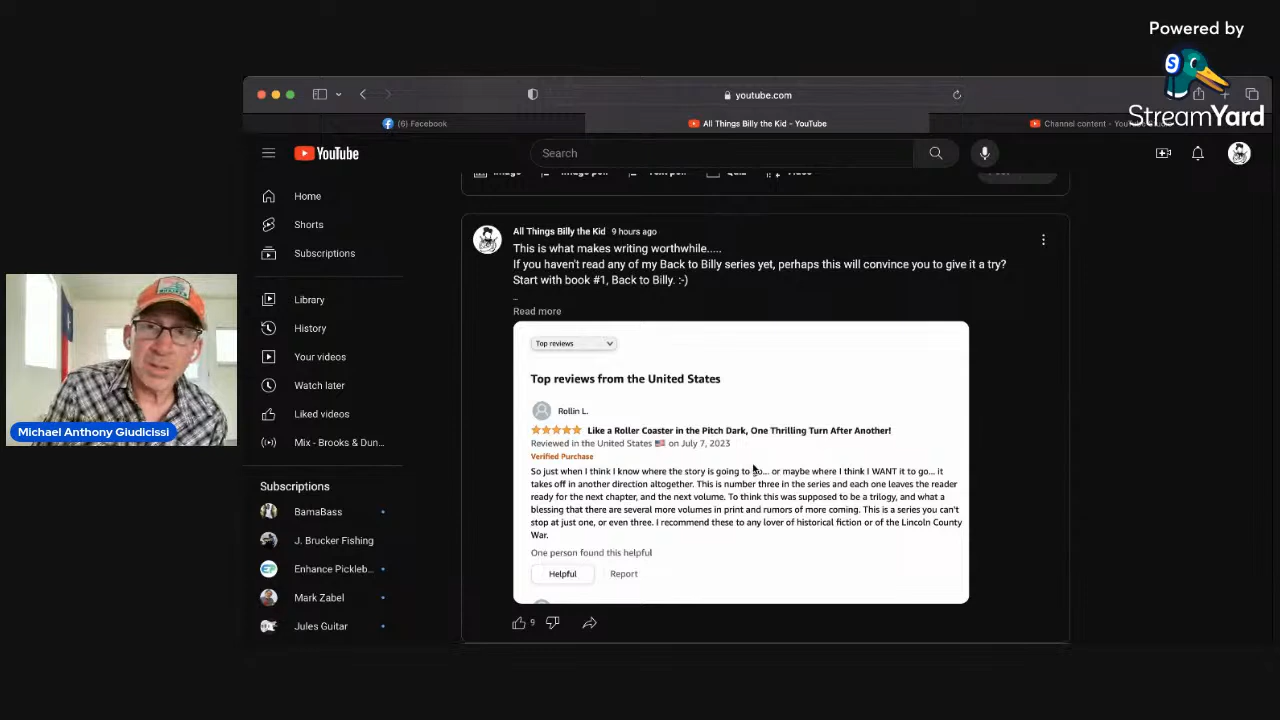 Powered by
StreamYard
youtube.com
(6) Facebook
All Things Billy the Kid - YouTube
Channel content - YouTube Studio
YouTube
Search
Home
Shorts
Subscriptions
Library
History
Your videos
Watch later
Liked videos
Mix - Brooks & Dun...
Subscriptions
BamaBass
J. Brucker Fishing
Enhance Pickleb...
Mark Zabel
Jules Guitar
Image
Image poll
Text poll
Quiz
Video
All Things Billy the Kid 9 hours ago
This is what makes writing worthwhile.....
If you haven't read any of my Back to Billy series yet, perhaps this will convince you to give it a try?
Start with book #1, Back to Billy. :-)
..
Read more
Top reviews
Top reviews from the United States
Rollin L.
Like a Roller Coaster in the Pitch Dark, One Thrilling Turn After Another!
Reviewed in the United States on July 7, 2023
Verified Purchase
So just when I think I know where the story is going to go... or maybe where I think I WANT it to go... it
takes off in another direction altogether. This is number three in the series and each one leaves the reader
ready for the next chapter, and the next volume. To think this was supposed to be a trilogy, and what a
blessing that there are several more volumes in print and rumors of more coming. This is a series you can't
stop at just one, or even three. I recommend these to any lover of historical fiction or of the Lincoln County
War.
One person found this helpful
Helpful
Report
9
Michael Anthony Giudicissi